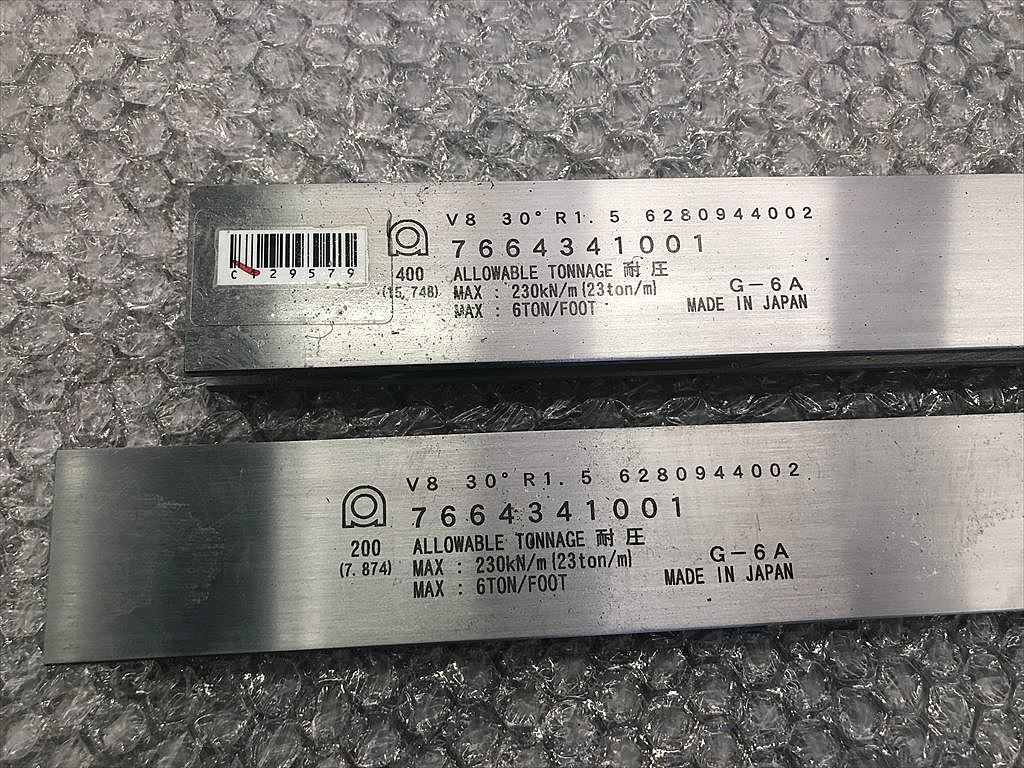 V8 30° R1.5 6280944002
7664341001
C129579
400
(15.748)
ALLOWABLE TONNAGE 耐圧
MAX : 230kN/m(23ton/m)
MAX : 6TON/FOOT
G-6A
MADE IN JAPAN
V8 30° R1.5 6280944002
7664341001
200
(7.874)
ALLOWABLE TONNAGE 耐圧
MAX : 230kN/m(23ton/m)
MAX : 6TON/FOOT
G-6A
MADE IN JAPAN